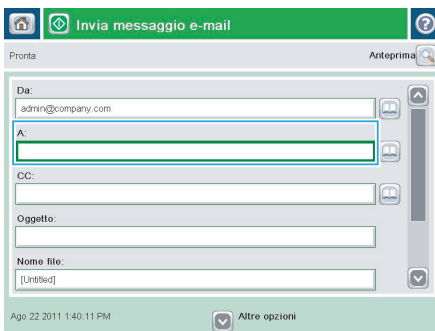 Invia messaggio e-mail
Pronta
Anteprima
Da:
admin@company.com
A:
CC:
Oggetto:
Nome file:
[Untitled]
Ago 22 2011 1:40:11 PM
Altre opzioni